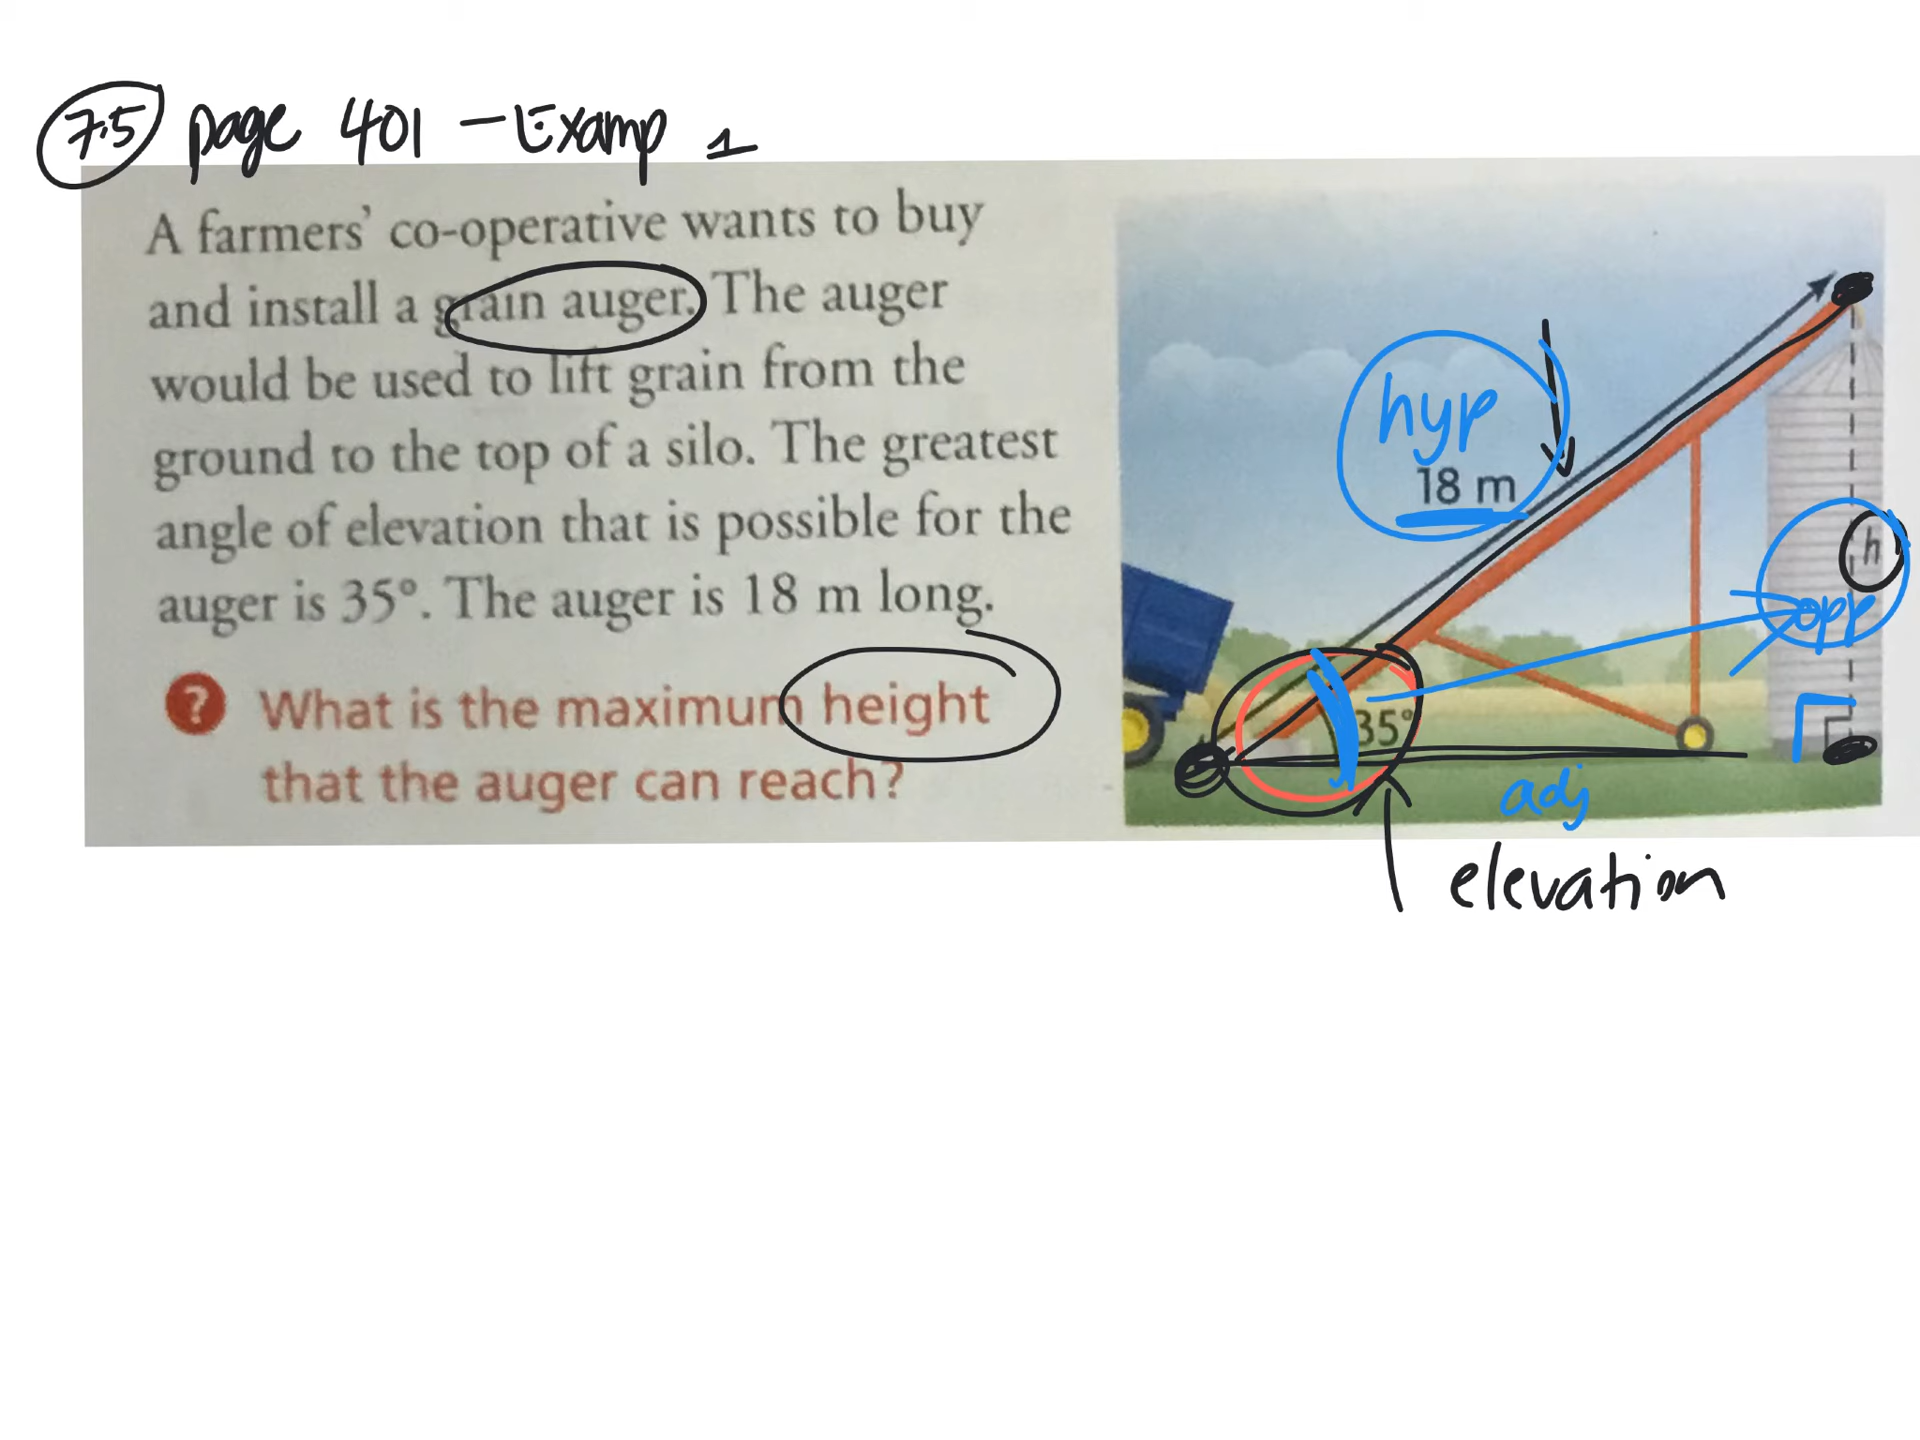 7.5 page 401 - Examp 1
A farmers' co-operative wants to buy
and install a grain auger. The auger
would be used to lift grain from the
ground to the top of a silo. The greatest
angle of elevation that is possible for the
auger is 35°. The auger is 18 m long.
? What is the maximum height
that the auger can reach?
hyp
18 m
h
opp
35°
adj
elevation